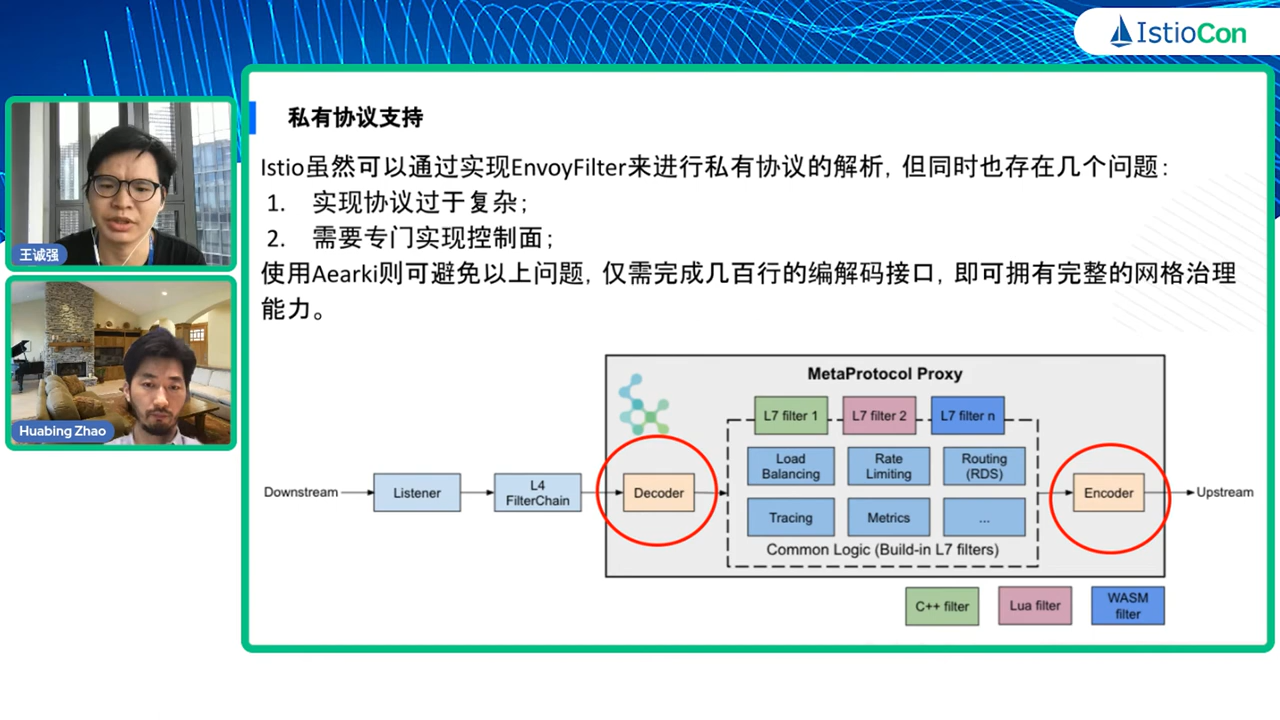 IstioCon
私有协议支持
Istio虽然可以通过实现EnvoyFilter来进行私有协议的解析，但同时也存在几个问题：
1. 实现协议过于复杂；
2. 需要专门实现控制面；
使用Aearki则可避免以上问题，仅需完成几百行的编解码接口，即可拥有完整的网格治理
能力。
王诚强
Huabing Zhao
MetaProtocol Proxy
L7 filter 1
L7 filter 2
L7 filter n
Load
Balancing
Rate
Limiting
Routing
(RDS)
Downstream
Listener
L4
FilterChain
Decoder
Encoder
Upstream
Tracing
Metrics
...
Common Logic (Build-in L7 filters)
C++ filter
Lua filter
WASM
filter